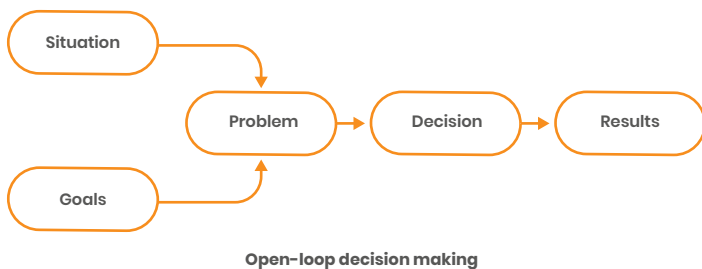 Situation
Problem
Decision
Results
Goals
Open-loop decision making